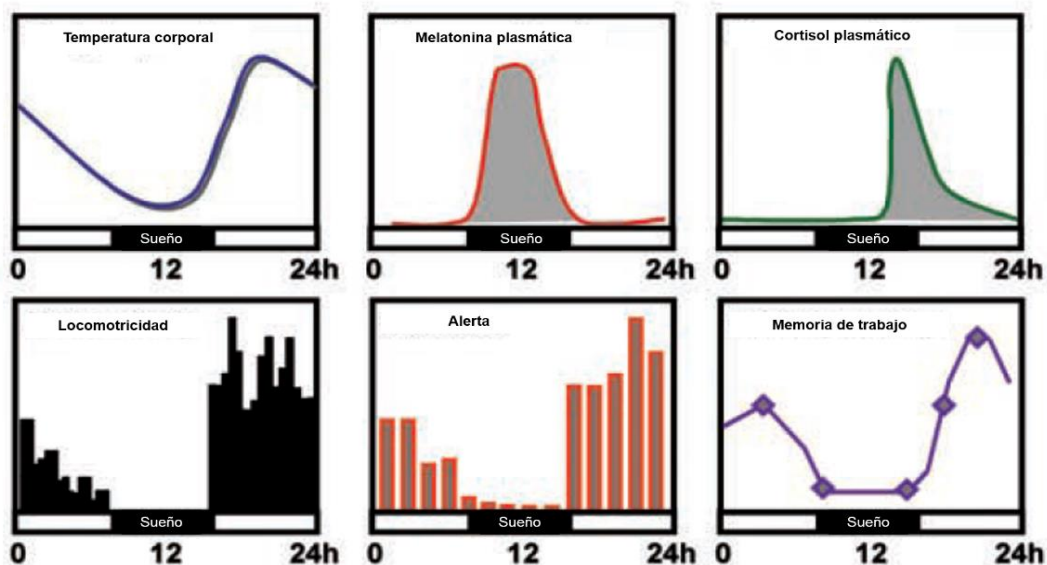 Temperatura corporal
Melatonina plasmática
Cortisol plasmático
Sueño
Sueño
Sueño
0 12 24h
0 12 24h
0 12 24h
Locomotricidad
Alerta
Memoria de trabajo
Sueño
Sueño
Sueño
0 12 24h
0 12 24h
0 12 24h